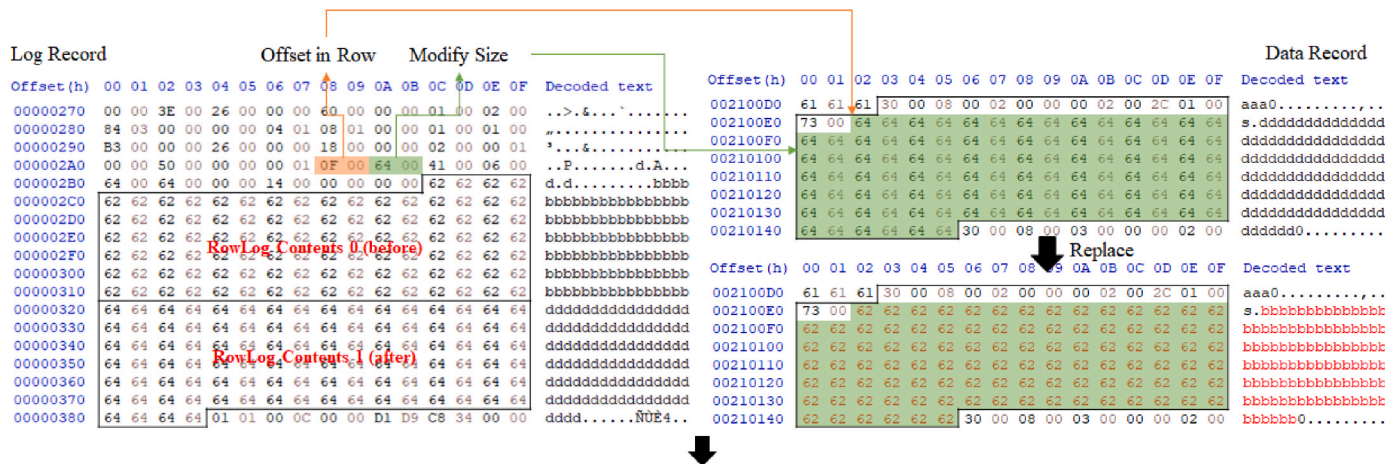 Log Record Offset in Row Modify Size
Offset(h) 00 01 02 03 04 05 06 07 08 09 0A 0B 0C 0D 0E 0F Decoded text
00000270 00 00 3E 00 26 00 00 00 60 00 00 00 01 00 02 00 ..>.&...`.......
00000280 84 03 00 00 00 00 04 01 08 01 00 00 01 00 01 00 „...............
00000290 B3 00 00 00 26 00 00 00 18 00 00 00 02 00 00 01 ³...&...........
000002A0 00 00 50 00 00 00 00 01 0F 00 64 00 41 00 06 00 ..P.......d.A...
000002B0 64 00 64 00 00 00 14 00 00 00 00 00 62 62 62 62 d.d.........bbbb
000002C0 62 62 62 62 62 62 62 62 62 62 62 62 62 62 62 62 bbbbbbbbbbbbbbbb
000002D0 62 62 62 62 62 62 62 62 62 62 62 62 62 62 62 62 bbbbbbbbbbbbbbbb
000002E0 62 62 62 62 62 62 62 62 62 62 62 62 62 62 62 62 bbbbbbbbbbbbbbbb
RowLog Contents 0 (before)
000002F0 62 62 62 62 62 62 62 62 62 62 62 62 62 62 62 62 bbbbbbbbbbbbbbbb
00000300 62 62 62 62 62 62 62 62 62 62 62 62 62 62 62 62 bbbbbbbbbbbbbbbb
00000310 62 62 62 62 62 62 62 62 62 62 62 62 62 62 62 62 bbbbbbbbbbbbbbbb
00000320 64 64 64 64 64 64 64 64 64 64 64 64 64 64 64 64 dddddddddddddddd
00000330 64 64 64 64 64 64 64 64 64 64 64 64 64 64 64 64 dddddddddddddddd
00000340 64 64 64 64 64 64 64 64 64 64 64 64 64 64 64 64 dddddddddddddddd
RowLog Contents 1 (after)
00000350 64 64 64 64 64 64 64 64 64 64 64 64 64 64 64 64 dddddddddddddddd
00000360 64 64 64 64 64 64 64 64 64 64 64 64 64 64 64 64 dddddddddddddddd
00000370 64 64 64 64 64 64 64 64 64 64 64 64 64 64 64 64 dddddddddddddddd
00000380 64 64 64 64 01 01 00 0C 00 00 D1 D9 C8 34 00 00 dddd......ÑÙÈ4..
Data Record
Offset(h) 00 01 02 03 04 05 06 07 08 09 0A 0B 0C 0D 0E 0F Decoded text
002100D0 61 61 61 30 00 08 00 02 00 00 00 02 00 2C 01 00 aaa0.........,..
002100E0 73 00 64 64 64 64 64 64 64 64 64 64 64 64 64 64 s.dddddddddddddd
002100F0 64 64 64 64 64 64 64 64 64 64 64 64 64 64 64 64 dddddddddddddddd
00210100 64 64 64 64 64 64 64 64 64 64 64 64 64 64 64 64 dddddddddddddddd
00210110 64 64 64 64 64 64 64 64 64 64 64 64 64 64 64 64 dddddddddddddddd
00210120 64 64 64 64 64 64 64 64 64 64 64 64 64 64 64 64 dddddddddddddddd
00210130 64 64 64 64 64 64 64 64 64 64 64 64 64 64 64 64 dddddddddddddddd
00210140 64 64 64 64 64 64 30 00 08 00 03 00 00 00 02 00 dddddd0.........
Replace
Offset(h) 00 01 02 03 04 05 06 07 08 09 0A 0B 0C 0D 0E 0F Decoded text
002100D0 61 61 61 30 00 08 00 02 00 00 00 02 00 2C 01 00 aaa0.........,..
002100E0 73 00 62 62 62 62 62 62 62 62 62 62 62 62 62 62 s.bbbbbbbbbbbbbb
002100F0 62 62 62 62 62 62 62 62 62 62 62 62 62 62 62 62 bbbbbbbbbbbbbbbb
00210100 62 62 62 62 62 62 62 62 62 62 62 62 62 62 62 62 bbbbbbbbbbbbbbbb
00210110 62 62 62 62 62 62 62 62 62 62 62 62 62 62 62 62 bbbbbbbbbbbbbbbb
00210120 62 62 62 62 62 62 62 62 62 62 62 62 62 62 62 62 bbbbbbbbbbbbbbbb
00210130 62 62 62 62 62 62 62 62 62 62 62 62 62 62 62 62 bbbbbbbbbbbbbbbb
00210140 62 62 62 62 62 62 30 00 08 00 03 00 00 00 02 00 bbbbbb0.........